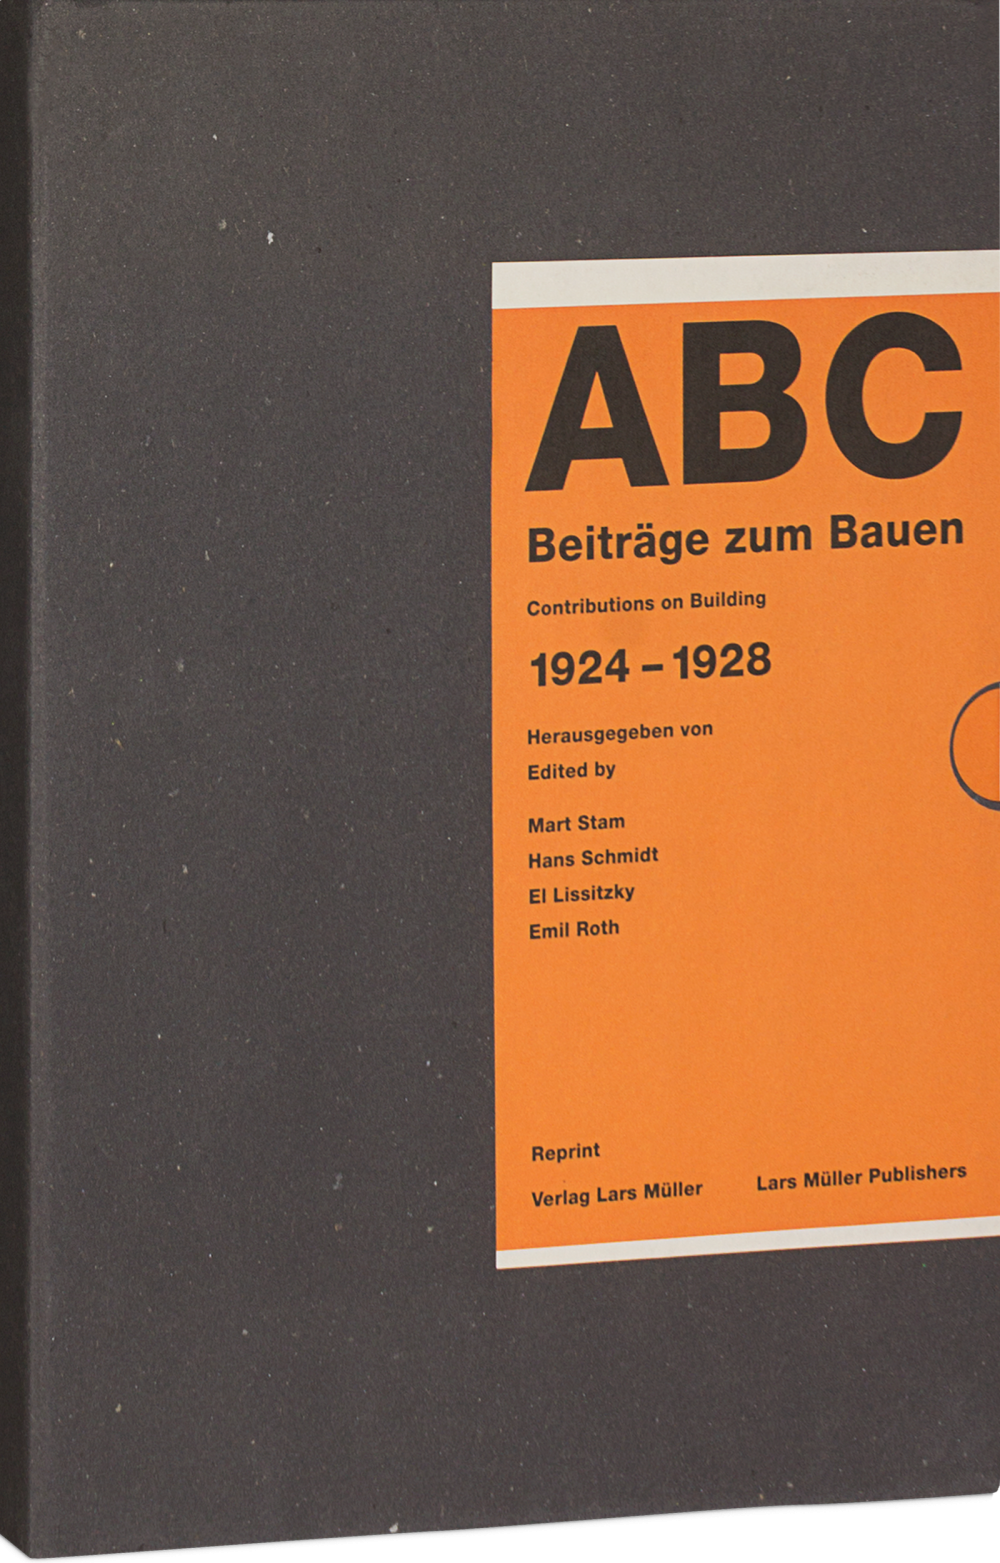 ABC
Beiträge zum Bauen
Contributions on Building
1924 – 1928
Herausgegeben von
Edited by
Mart Stam
Hans Schmidt
El Lissitzky
Emil Roth
Reprint
Verlag Lars Müller Lars Müller Publishers